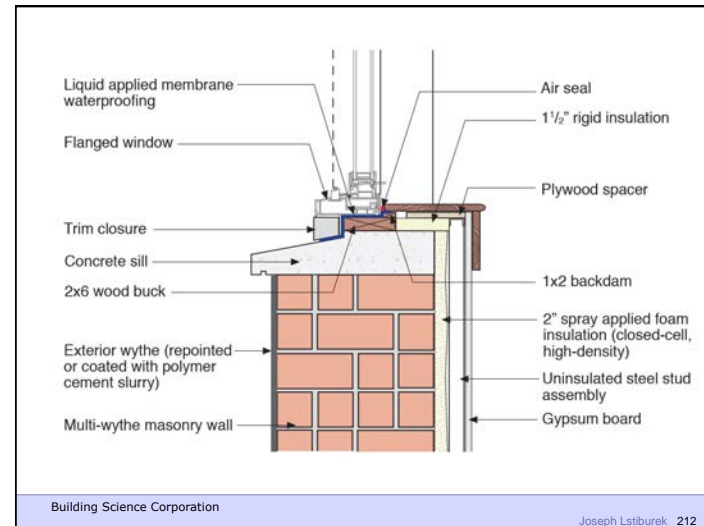 Liquid applied membrane
waterproofing
Flanged window
Trim closure
Concrete sill
2x6 wood buck
Exterior wythe (repointed
or coated with polymer
cement slurry)
Multi-wythe masonry wall
Air seal
1 1/2" rigid insulation
Plywood spacer
1x2 backdam
2" spray applied foam
insulation (closed-cell,
high-density)
Uninsulated steel stud
assembly
Gypsum board
Building Science Corporation
Joseph Lstiburek 212